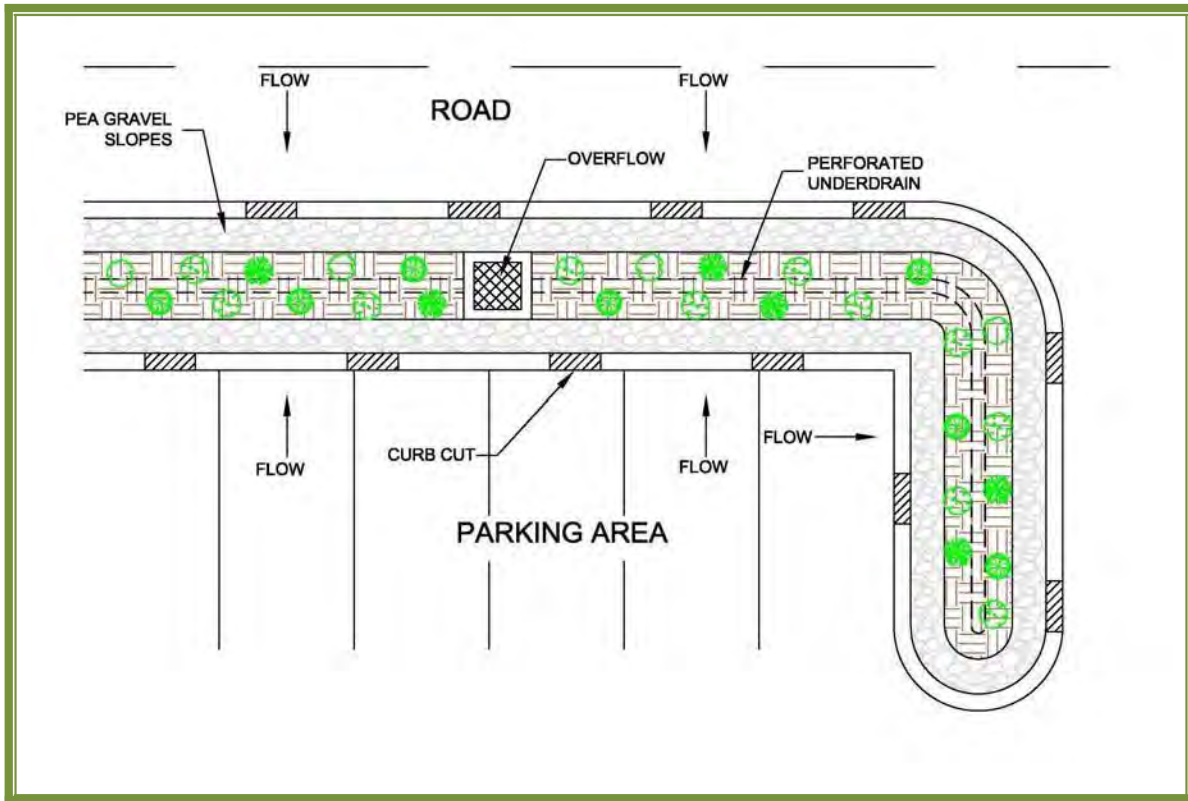 FLOW
FLOW
ROAD
PEA GRAVEL
SLOPES
OVERFLOW
PERFORATED
UNDERDRAIN
FLOW
CURB CUT
FLOW
FLOW
PARKING AREA